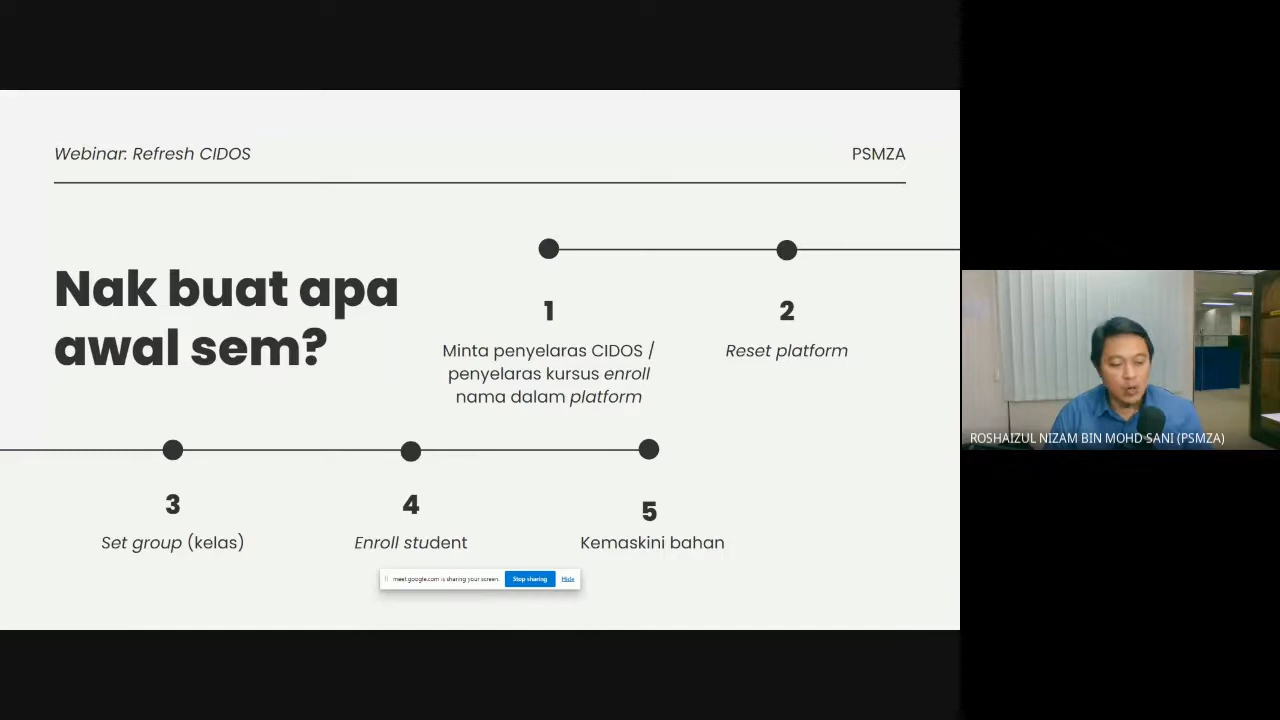 Webinar: Refresh CIDOS
PSMZA
Nak buat apa
awal sem?
1
Minta penyelaras CIDOS /
penyelaras kursus enroll
nama dalam platform
2
Reset platform
3
Set group (kelas)
4
Enroll student
5
Kemaskini bahan
meet.google.com is sharing your screen.
Stop sharing
Hide
ROSHAIZUL NIZAM BIN MOHD SANI (PSMZA)